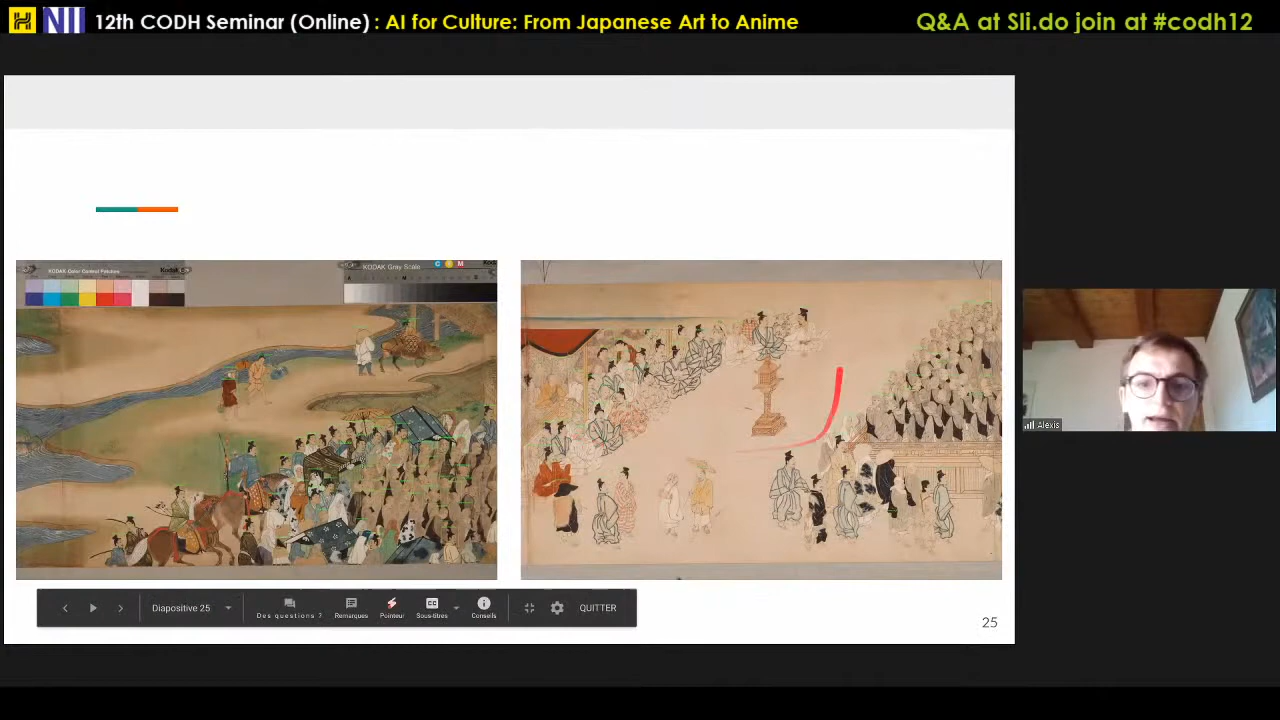 NII 12th CODH Seminar (Online) : AI for Culture: From Japanese Art to Anime
Q&A at Sli.do join at #codh12
KODAK Color Control Patches
Kodak
KODAK Gray Scale
C Y M
Alexis
Diapositive 25
Des questions ?
Remarques
Pointeur
CC
Sous-titres
Conseils
QUITTER
25